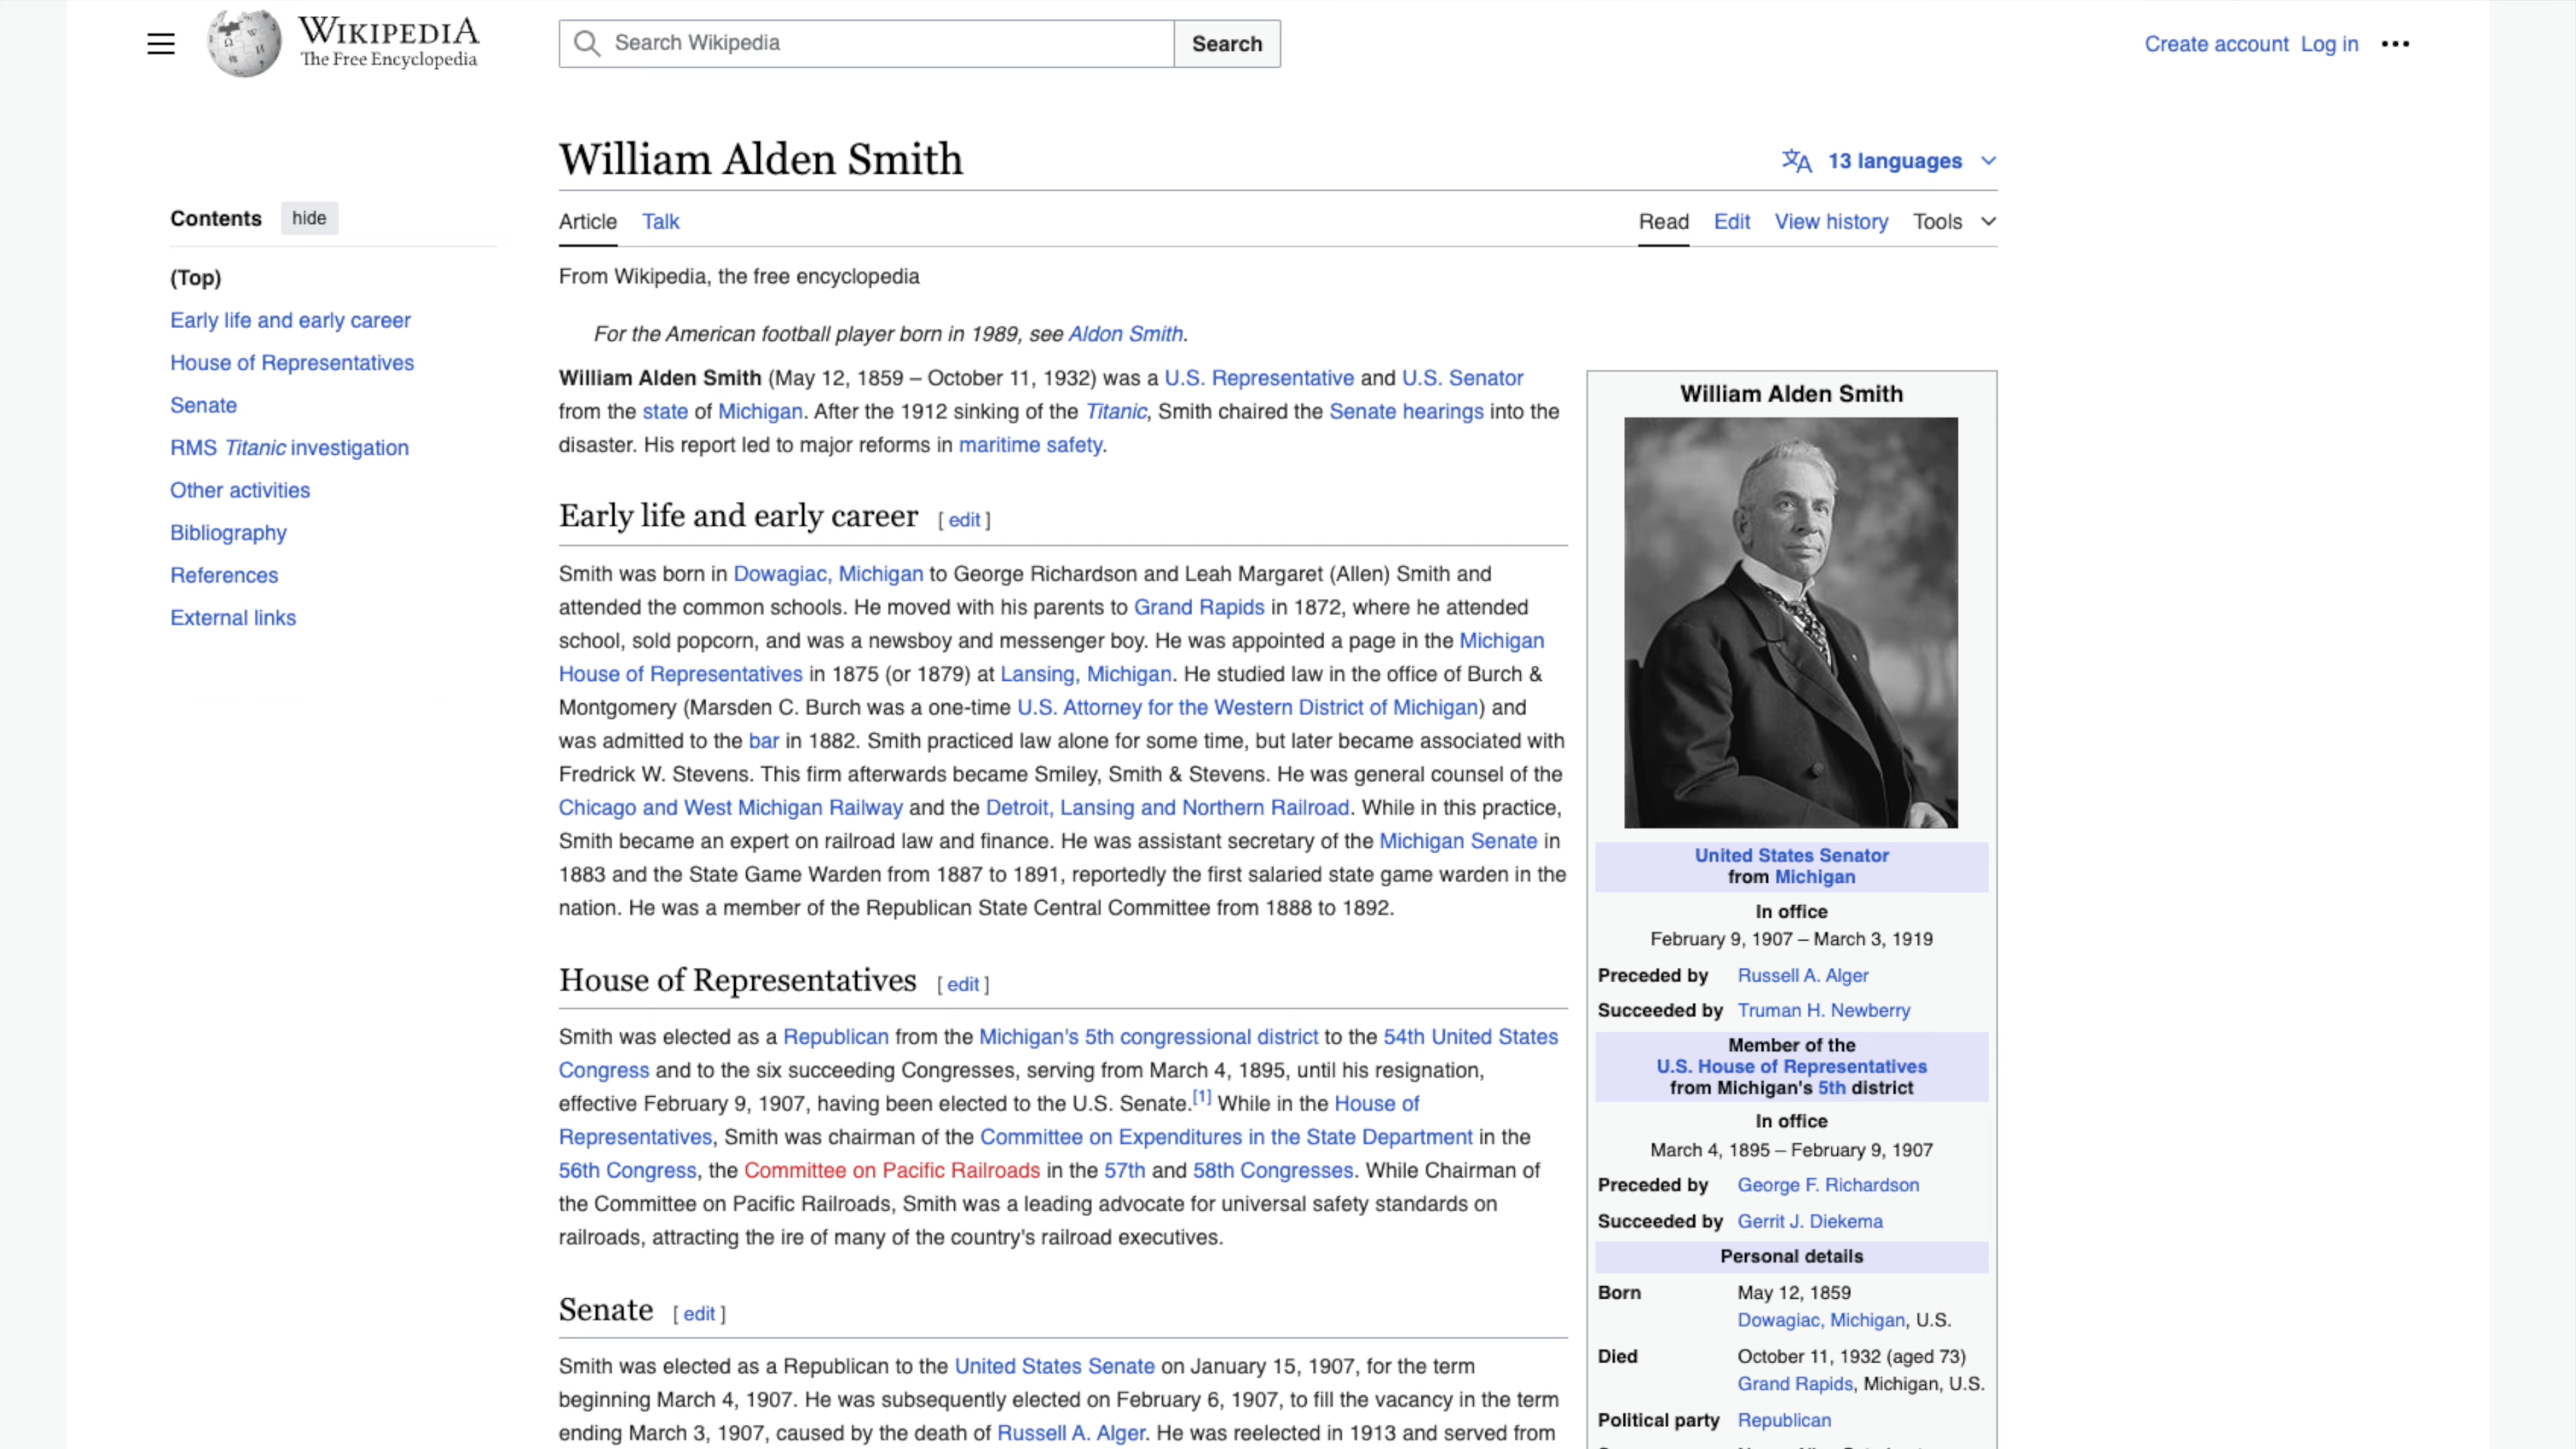 WIKIPEDIA
The Free Encyclopedia
Search Wikipedia
Search
Create account Log in
William Alden Smith
13 languages
Contents hide
Article Talk
Read Edit View history Tools
(Top)
Early life and early career
House of Representatives
Senate
RMS Titanic investigation
Other activities
Bibliography
References
External links
From Wikipedia, the free encyclopedia
For the American football player born in 1989, see Aldon Smith.
William Alden Smith (May 12, 1859 – October 11, 1932) was a U.S. Representative and U.S. Senator
from the state of Michigan. After the 1912 sinking of the Titanic, Smith chaired the Senate hearings into the
disaster. His report led to major reforms in maritime safety.
Early life and early career [ edit ]
Smith was born in Dowagiac, Michigan to George Richardson and Leah Margaret (Allen) Smith and
attended the common schools. He moved with his parents to Grand Rapids in 1872, where he attended
school, sold popcorn, and was a newsboy and messenger boy. He was appointed a page in the Michigan
House of Representatives in 1875 (or 1879) at Lansing, Michigan. He studied law in the office of Burch &
Montgomery (Marsden C. Burch was a one-time U.S. Attorney for the Western District of Michigan) and
was admitted to the bar in 1882. Smith practiced law alone for some time, but later became associated with
Fredrick W. Stevens. This firm afterwards became Smiley, Smith & Stevens. He was general counsel of the
Chicago and West Michigan Railway and the Detroit, Lansing and Northern Railroad. While in this practice,
Smith became an expert on railroad law and finance. He was assistant secretary of the Michigan Senate in
1883 and the State Game Warden from 1887 to 1891, reportedly the first salaried state game warden in the
nation. He was a member of the Republican State Central Committee from 1888 to 1892.
House of Representatives [ edit ]
Smith was elected as a Republican from the Michigan's 5th congressional district to the 54th United States
Congress and to the six succeeding Congresses, serving from March 4, 1895, until his resignation,
effective February 9, 1907, having been elected to the U.S. Senate.[1] While in the House of
Representatives, Smith was chairman of the Committee on Expenditures in the State Department in the
56th Congress, the Committee on Pacific Railroads in the 57th and 58th Congresses. While Chairman of
the Committee on Pacific Railroads, Smith was a leading advocate for universal safety standards on
railroads, attracting the ire of many of the country's railroad executives.
Senate [ edit ]
Smith was elected as a Republican to the United States Senate on January 15, 1907, for the term
beginning March 4, 1907. He was subsequently elected on February 6, 1907, to fill the vacancy in the term
ending March 3, 1907, caused by the death of Russell A. Alger. He was reelected in 1913 and served from
William Alden Smith
United States Senator
from Michigan
In office
February 9, 1907 – March 3, 1919
Preceded by Russell A. Alger
Succeeded by Truman H. Newberry
Member of the
U.S. House of Representatives
from Michigan's 5th district
In office
March 4, 1895 – February 9, 1907
Preceded by George F. Richardson
Succeeded by Gerrit J. Diekema
Personal details
Born May 12, 1859
Dowagiac, Michigan, U.S.
Died October 11, 1932 (aged 73)
Grand Rapids, Michigan, U.S.
Political party Republican